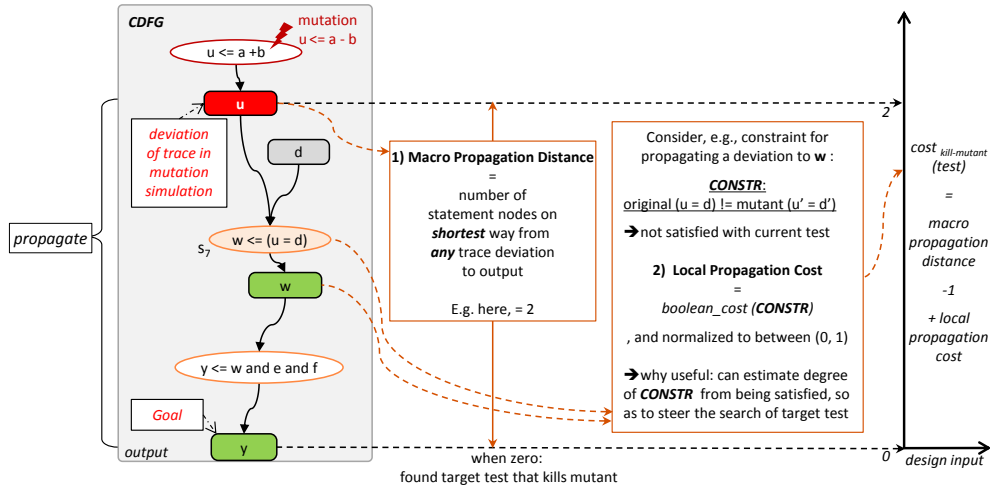 CDFG
mutation
u <= a - b
u <= a +b
u
deviation
of trace in
mutation
simulation
d
propagate
w <= (u = d)
s7
w
y <= w and e and f
Goal
y
output
1) Macro Propagation Distance
=
number of
statement nodes on
shortest way from
any trace deviation
to output
E.g. here, = 2
when zero:
found target test that kills mutant
Consider, e.g., constraint for
propagating a deviation to w :
CONSTR:
original (u = d) != mutant (u' = d’)
➔not satisfied with current test
2) Local Propagation Cost
=
boolean_cost (CONSTR)
, and normalized to between (0, 1)
➔why useful: can estimate degree
of CONSTR from being satisfied, so
as to steer the search of target test
2
0
cost kill-mutant
(test)
=
macro
propagation
distance
-1
+ local
propagation
cost
design input